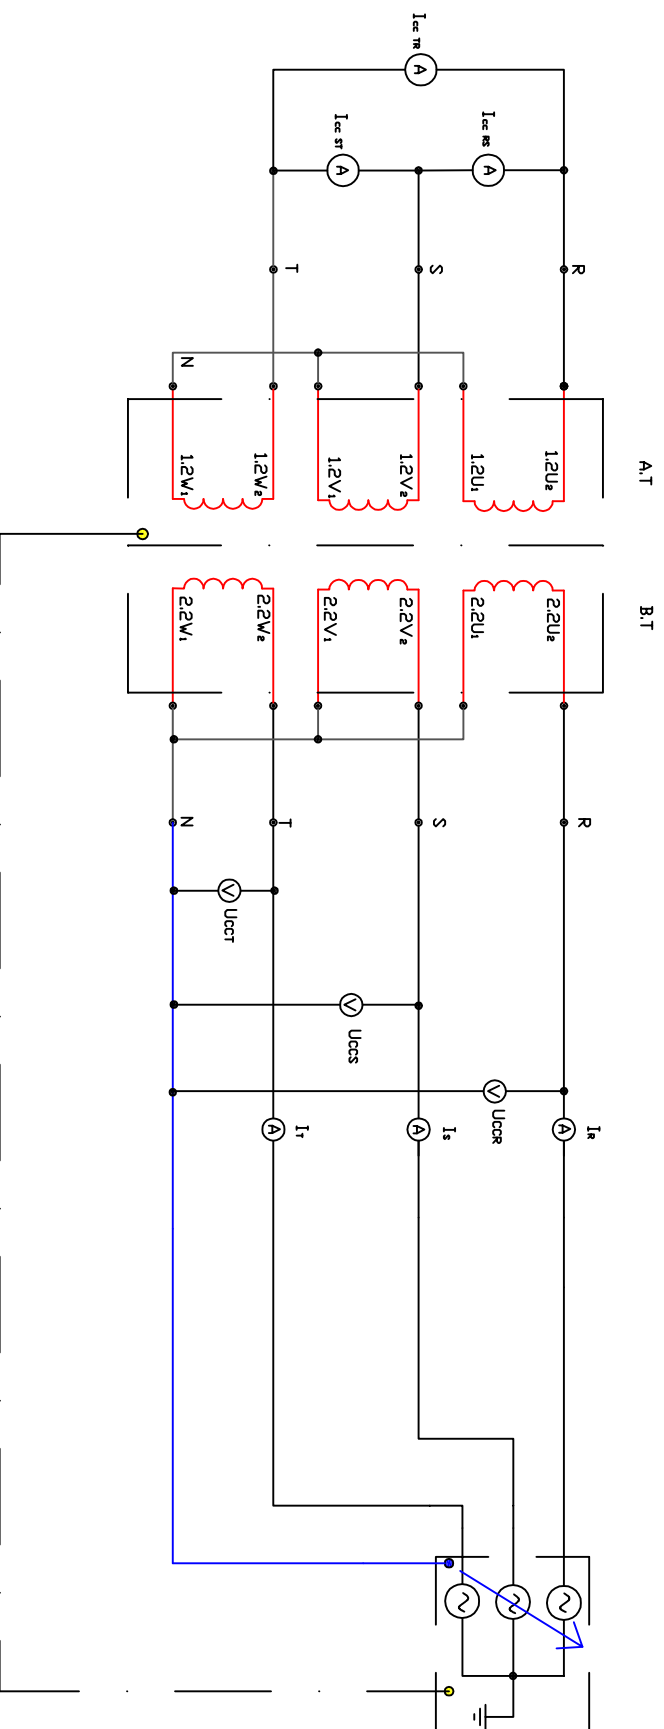 Icc TR
Icc ST
Icc RS
T
S
R
N
A.T
1.2W1
1.2W2
1.2V1
1.2V2
1.2U1
1.2U2
B.T
2.2W1
2.2W2
2.2V1
2.2V2
2.2U1
2.2U2
N
T
S
R
UCCT
UCCS
UCCR
IT
IS
IR
A
A
A
V
V
V
A
A
A